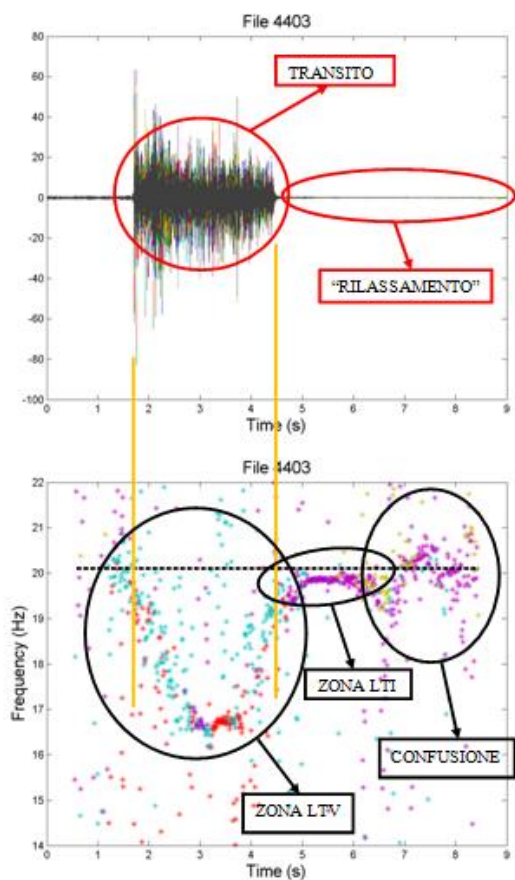 File 4403
80
60
40
20
0
-20
-40
-60
-80
-100
TRANSITO
“RILASSAMENTO”
0 1 2 3 4 5 6 7 8 9
Time (s)
File 4403
Frequency (Hz)
22
21
20
19
18
17
16
15
14
ZONA LTI
CONFUSIONE
ZONA LTV
0 1 2 3 4 5 6 7 8 9
Time (s)